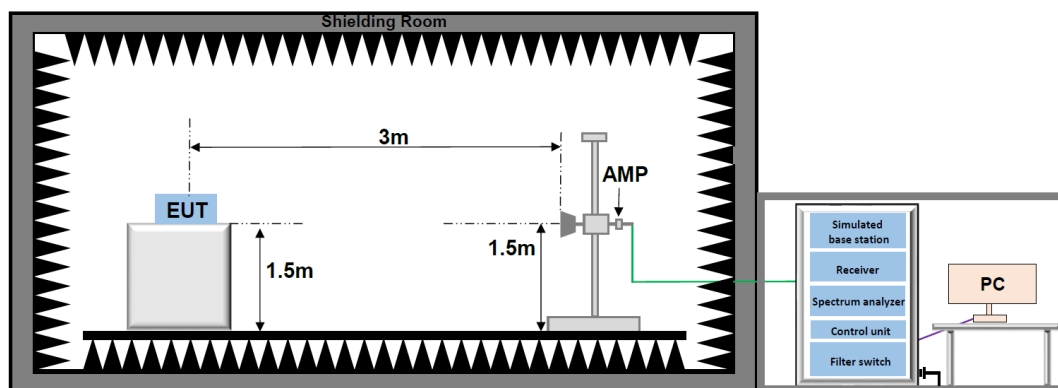 Shielding Room
3m
AMP
EUT
1.5m
1.5m
Simulated
base station
Receiver
Spectrum analyzer
Control unit
Filter switch
PC